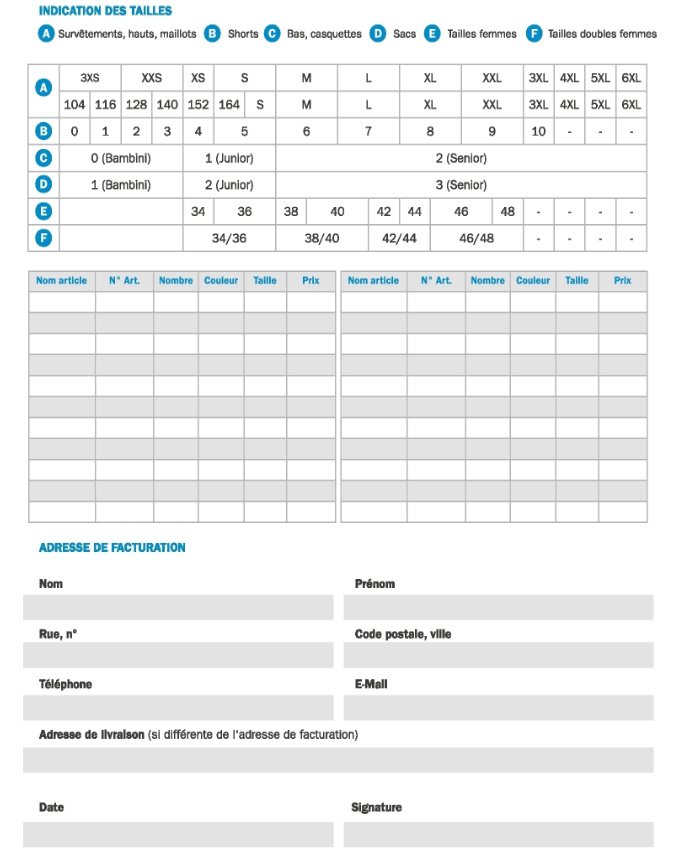 INDICATION DES TAILLES
A Survêtements, hauts, maillots B Shorts C Bas, casquettes D Sacs E Tailles femmes F Tailles doubles femmes
A 3XS XXS XS S M L XL XXL 3XL 4XL 5XL 6XL
104 116 128 140 152 164 S M L XL XXL 3XL 4XL 5XL 6XL
B 0 1 2 3 4 5 6 7 8 9 10 - - -
C 0 (Bambini) 1 (Junior) 2 (Senior)
D 1 (Bambini) 2 (Junior) 3 (Senior)
E 34 36 38 40 42 44 46 48 - - - -
F 34/36 38/40 42/44 46/48 - - - -
Nom article N° Art. Nombre Couleur Taille Prix Nom article N° Art. Nombre Couleur Taille Prix
ADRESSE DE FACTURATION
Nom Prénom
Rue, n° Code postale, ville
Téléphone E-Mail
Adresse de livraison (si différente de l'adresse de facturation)
Date Signature